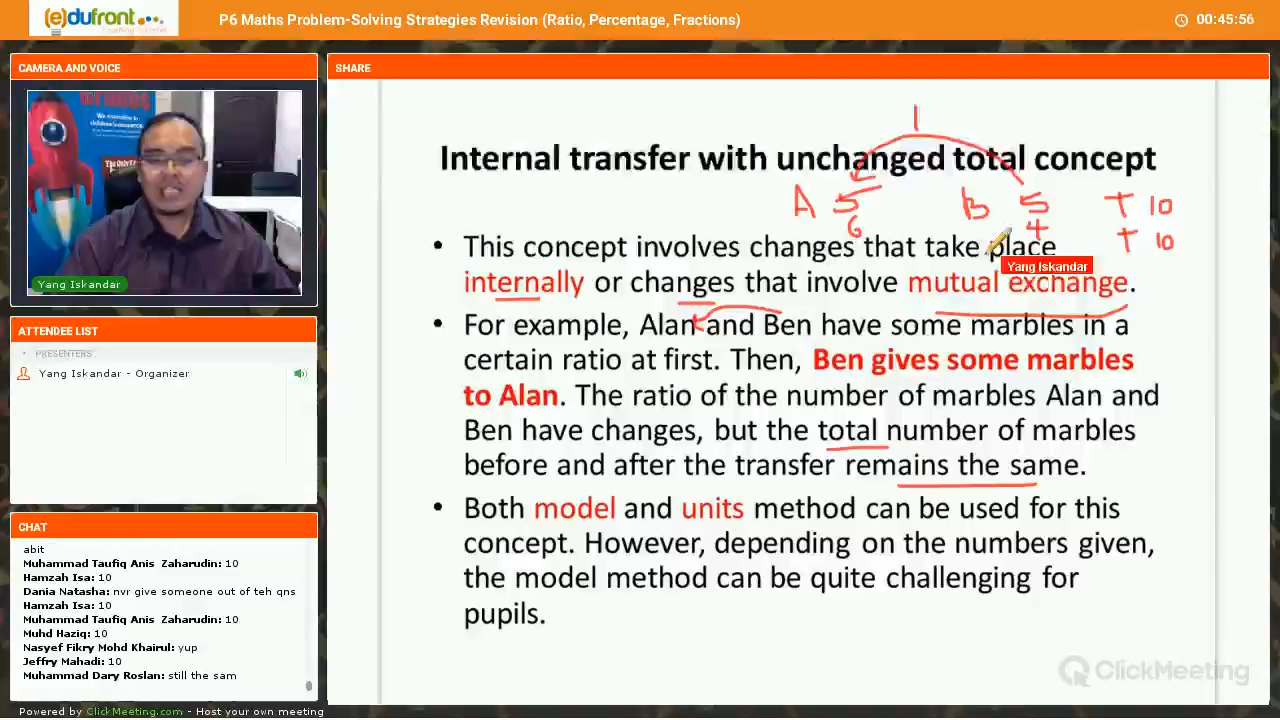 (e)dufront
P6 Maths Problem-Solving Strategies Revision (Ratio, Percentage, Fractions)
00:45:56
CAMERA AND VOICE
SHARE
Yang Iskandar
ATTENDEE LIST
PRESENTERS
Yang Iskandar - Organizer
CHAT
abit
Muhammad Taufiq Anis Zaharudin: 10
Hamzah Isa: 10
Dania Natasha: nvr give someone out of teh qns
Hamzah Isa: 10
Muhammad Taufiq Anis Zaharudin: 10
Muhd Haziq: 10
Nasyef Fikry Mohd Khairul: yup
Jeffry Mahadi: 10
Muhammad Dary Roslan: still the sam
1
Internal transfer with unchanged total concept
A 5 B 5 T 10
6 4 T 10
• This concept involves changes that take place
Yang Iskandar
internally or changes that involve mutual exchange.
• For example, Alan and Ben have some marbles in a
certain ratio at first. Then, Ben gives some marbles
to Alan. The ratio of the number of marbles Alan and
Ben have changes, but the total number of marbles
before and after the transfer remains the same.
• Both model and units method can be used for this
concept. However, depending on the numbers given,
the model method can be quite challenging for
pupils.
ClickMeeting
Powered by ClickMeeting.com - Host your own meeting